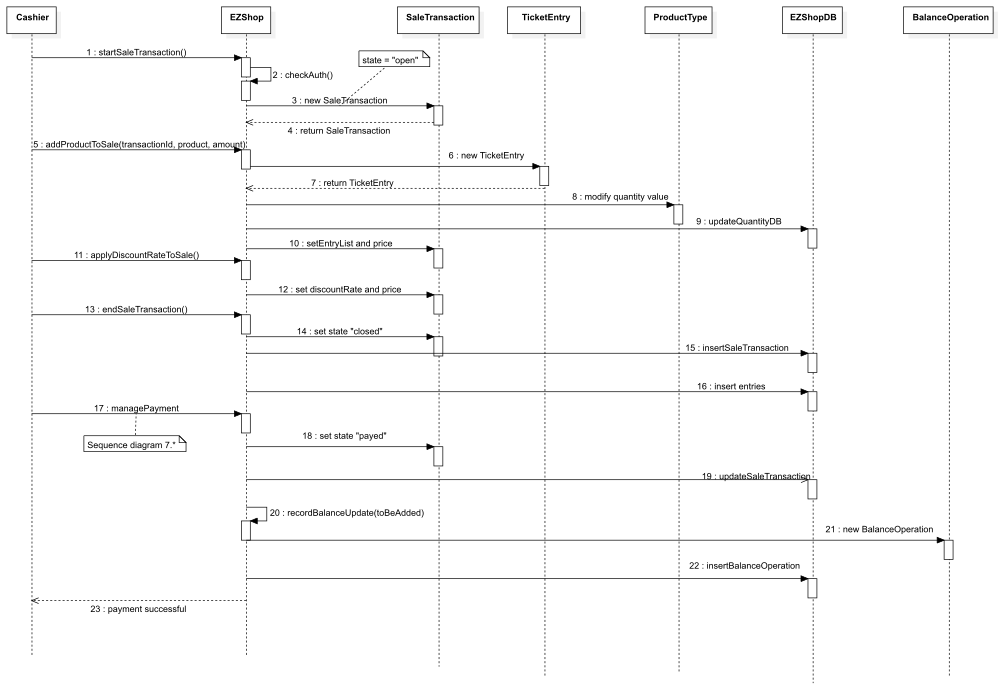 Cashier
EZShop
SaleTransaction
TicketEntry
ProductType
EZShopDB
BalanceOperation
1 : startSaleTransaction()
state = "open"
2 : checkAuth()
3 : new SaleTransaction
4 : return SaleTransaction
5 : addProductToSale(transactionId, product, amount)
6 : new TicketEntry
7 : return TicketEntry
8 : modify quantity value
9 : updateQuantityDB
10 : setEntryList and price
11 : applyDiscountRateToSale()
12 : set discountRate and price
13 : endSaleTransaction()
14 : set state "closed"
15 : insertSaleTransaction
16 : insert entries
17 : managePayment
Sequence diagram 7.*
18 : set state "payed"
19 : updateSaleTransaction
20 : recordBalanceUpdate(toBeAdded)
21 : new BalanceOperation
22 : insertBalanceOperation
23 : payment successful